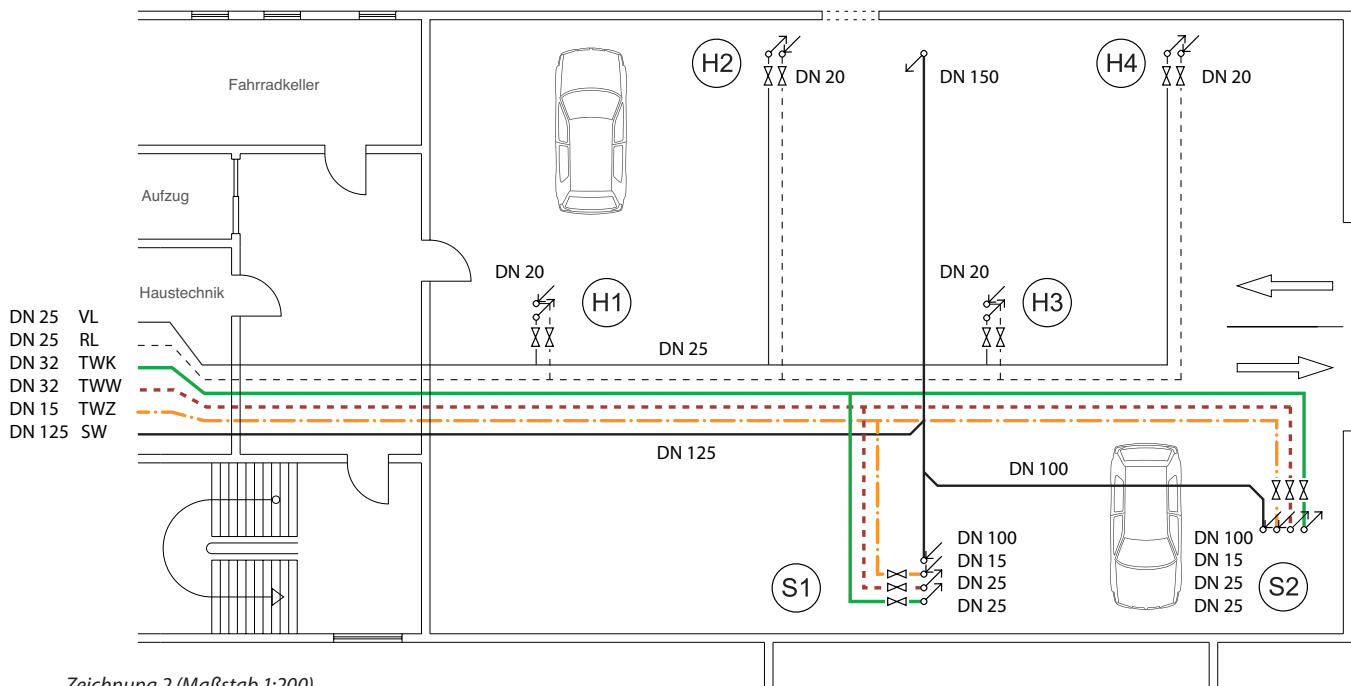 H2
DN 20
DN 150
H4
DN 20
Fahrradkeller
Aufzug
DN 20
H1
DN 20
H3
Haustechnik
DN 25 VL
DN 25 RL
DN 32 TWK
DN 32 TWW
DN 15 TWZ
DN 125 SW
DN 25
DN 125
DN 100
S1
DN 100
DN 15
DN 25
DN 25
DN 100
DN 15
DN 25
DN 25
S2
Zeichnung 2 (Maßstab 1:200)